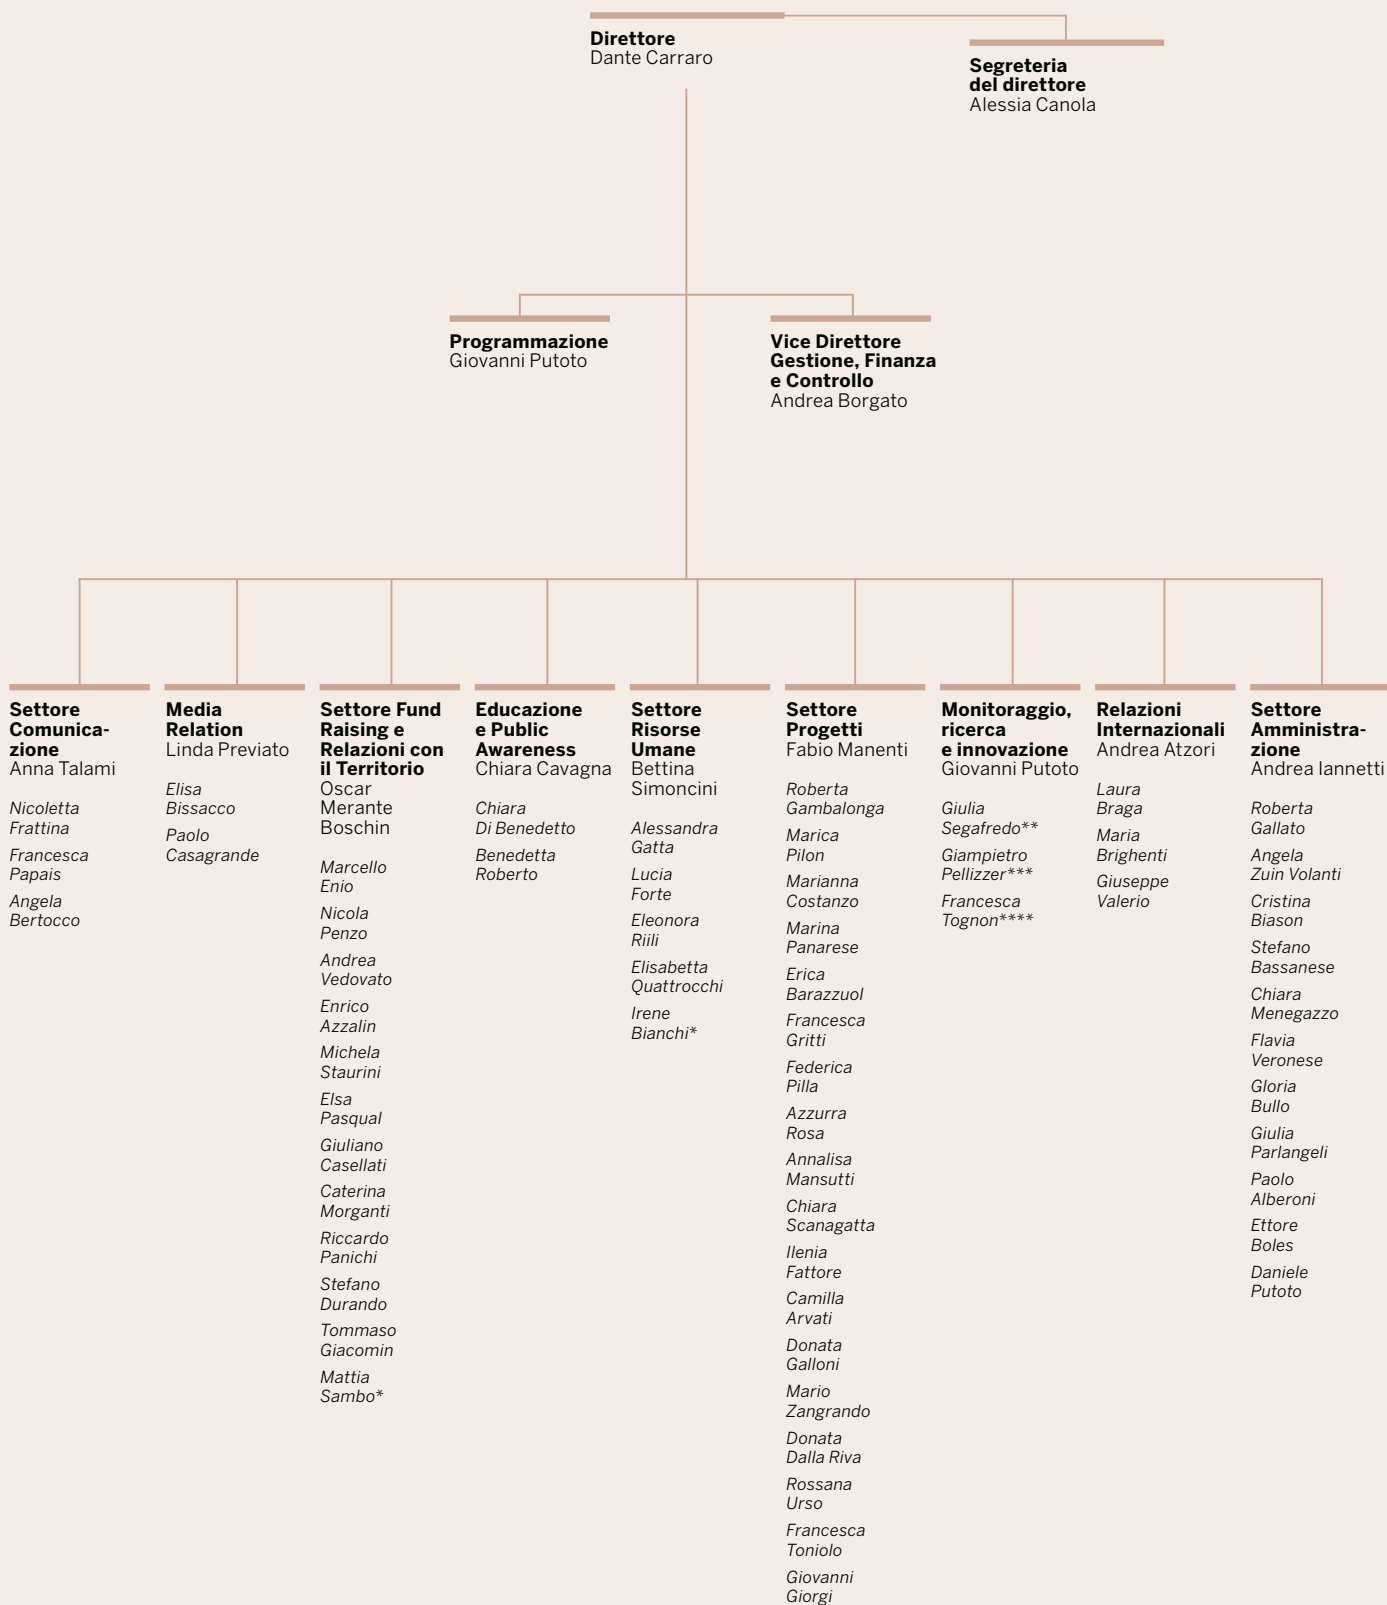 Direttore
Dante Carraro
Segreteria
del direttore
Alessia Canola
Programmazione
Giovanni Putoto
Vice Direttore
Gestione, Finanza
e Controllo
Andrea Borgato
Settore
Comunica-
zione
Anna Talami
Nicoletta
Frattina
Francesca
Papais
Angela
Bertocco
Media
Relation
Linda Previato
Elisa
Bissacco
Paolo
Casagrande
Settore Fund
Raising e
Relazioni con
il Territorio
Oscar
Merante
Boschin
Marcello
Enio
Nicola
Penzo
Andrea
Vedovato
Enrico
Azzalin
Michela
Staurini
Elsa
Pasqual
Giuliano
Casellati
Caterina
Morganti
Riccardo
Panichi
Stefano
Durando
Tommaso
Giacomin
Mattia
Sambo*
Educazione
e Public
Awareness
Chiara Cavagna
Chiara
Di Benedetto
Benedetta
Roberto
Settore
Risorse
Umane
Bettina
Simoncini
Alessandra
Gatta
Lucia
Forte
Eleonora
Riili
Elisabetta
Quattrocchi
Irene
Bianchi*
Settore
Progetti
Fabio Manenti
Roberta
Gambalonga
Marica
Pilon
Marianna
Costanzo
Marina
Panarese
Erica
Barazzuol
Francesca
Gritti
Federica
Pilla
Azzurra
Rosa
Annalisa
Mansutti
Chiara
Scanagatta
Ilenia
Fattore
Camilla
Arvati
Donata
Galloni
Mario
Zangrando
Donata
Dalla Riva
Rossana
Urso
Francesca
Toniolo
Giovanni
Giorgi
Monitoraggio,
ricerca
e innovazione
Giovanni Putoto
Giulia
Segafredo**
Giampietro
Pellizzer***
Francesca
Tognon****
Relazioni
Internazionali
Andrea Atzori
Laura
Braga
Maria
Brighenti
Giuseppe
Valerio
Settore
Amministra-
zione
Andrea Iannetti
Roberta
Gallato
Angela
Zuin Volanti
Cristina
Biason
Stefano
Bassanese
Chiara
Menegazzo
Flavia
Veronese
Gloria
Bullo
Giulia
Parlangeli
Paolo
Alberoni
Ettore
Boles
Daniele
Putoto